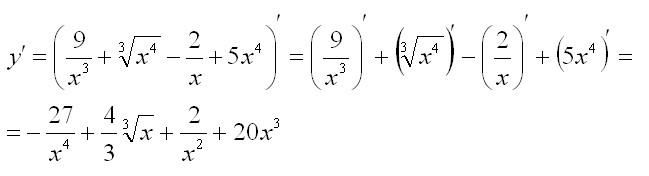 y′ = (9/x³ + ∛x⁴ − 2/x + 5x⁴)′ = (9/x³)′ + (∛x⁴)′ − (2/x)′ + (5x⁴)′ =
= −27/x⁴ + 4/3 ∛x + 2/x² + 20x³